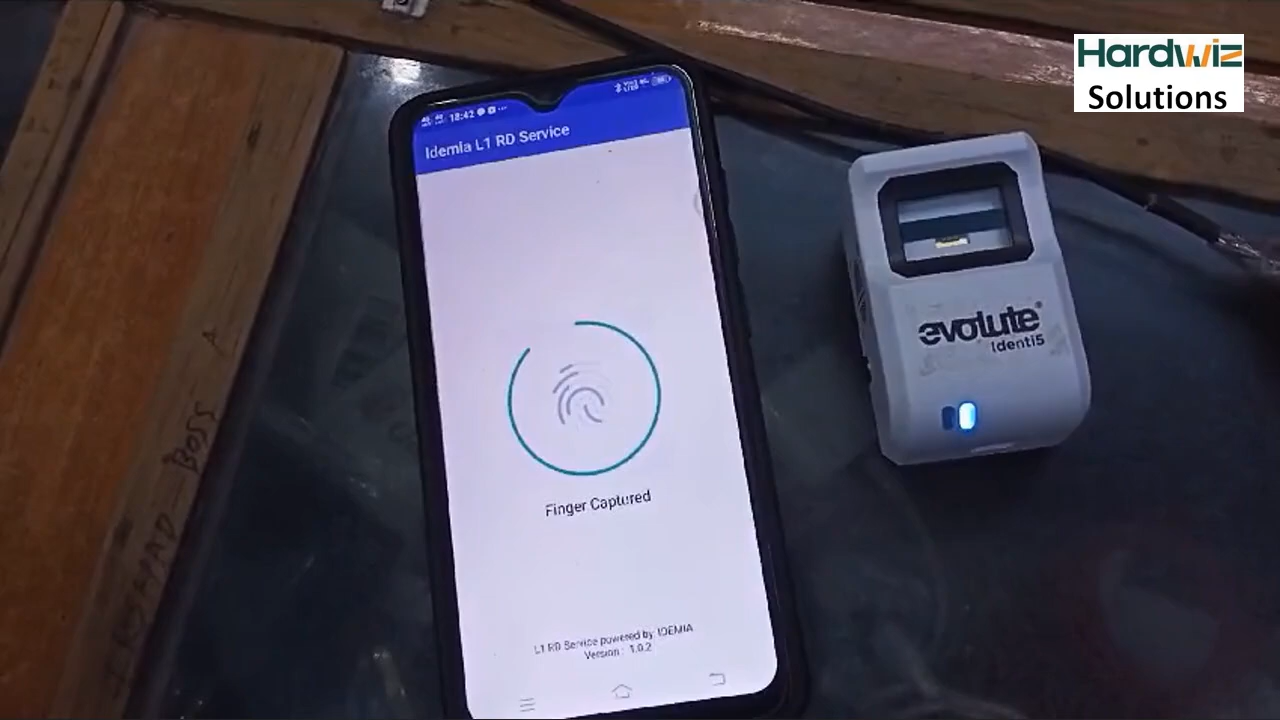 Hardwiz
Solutions
18:42
Idemia L1 RD Service
evolute®
Identi5
Finger Captured
L1 RD Service powered by IDEMIA
Version : 1.0.2
BOSS